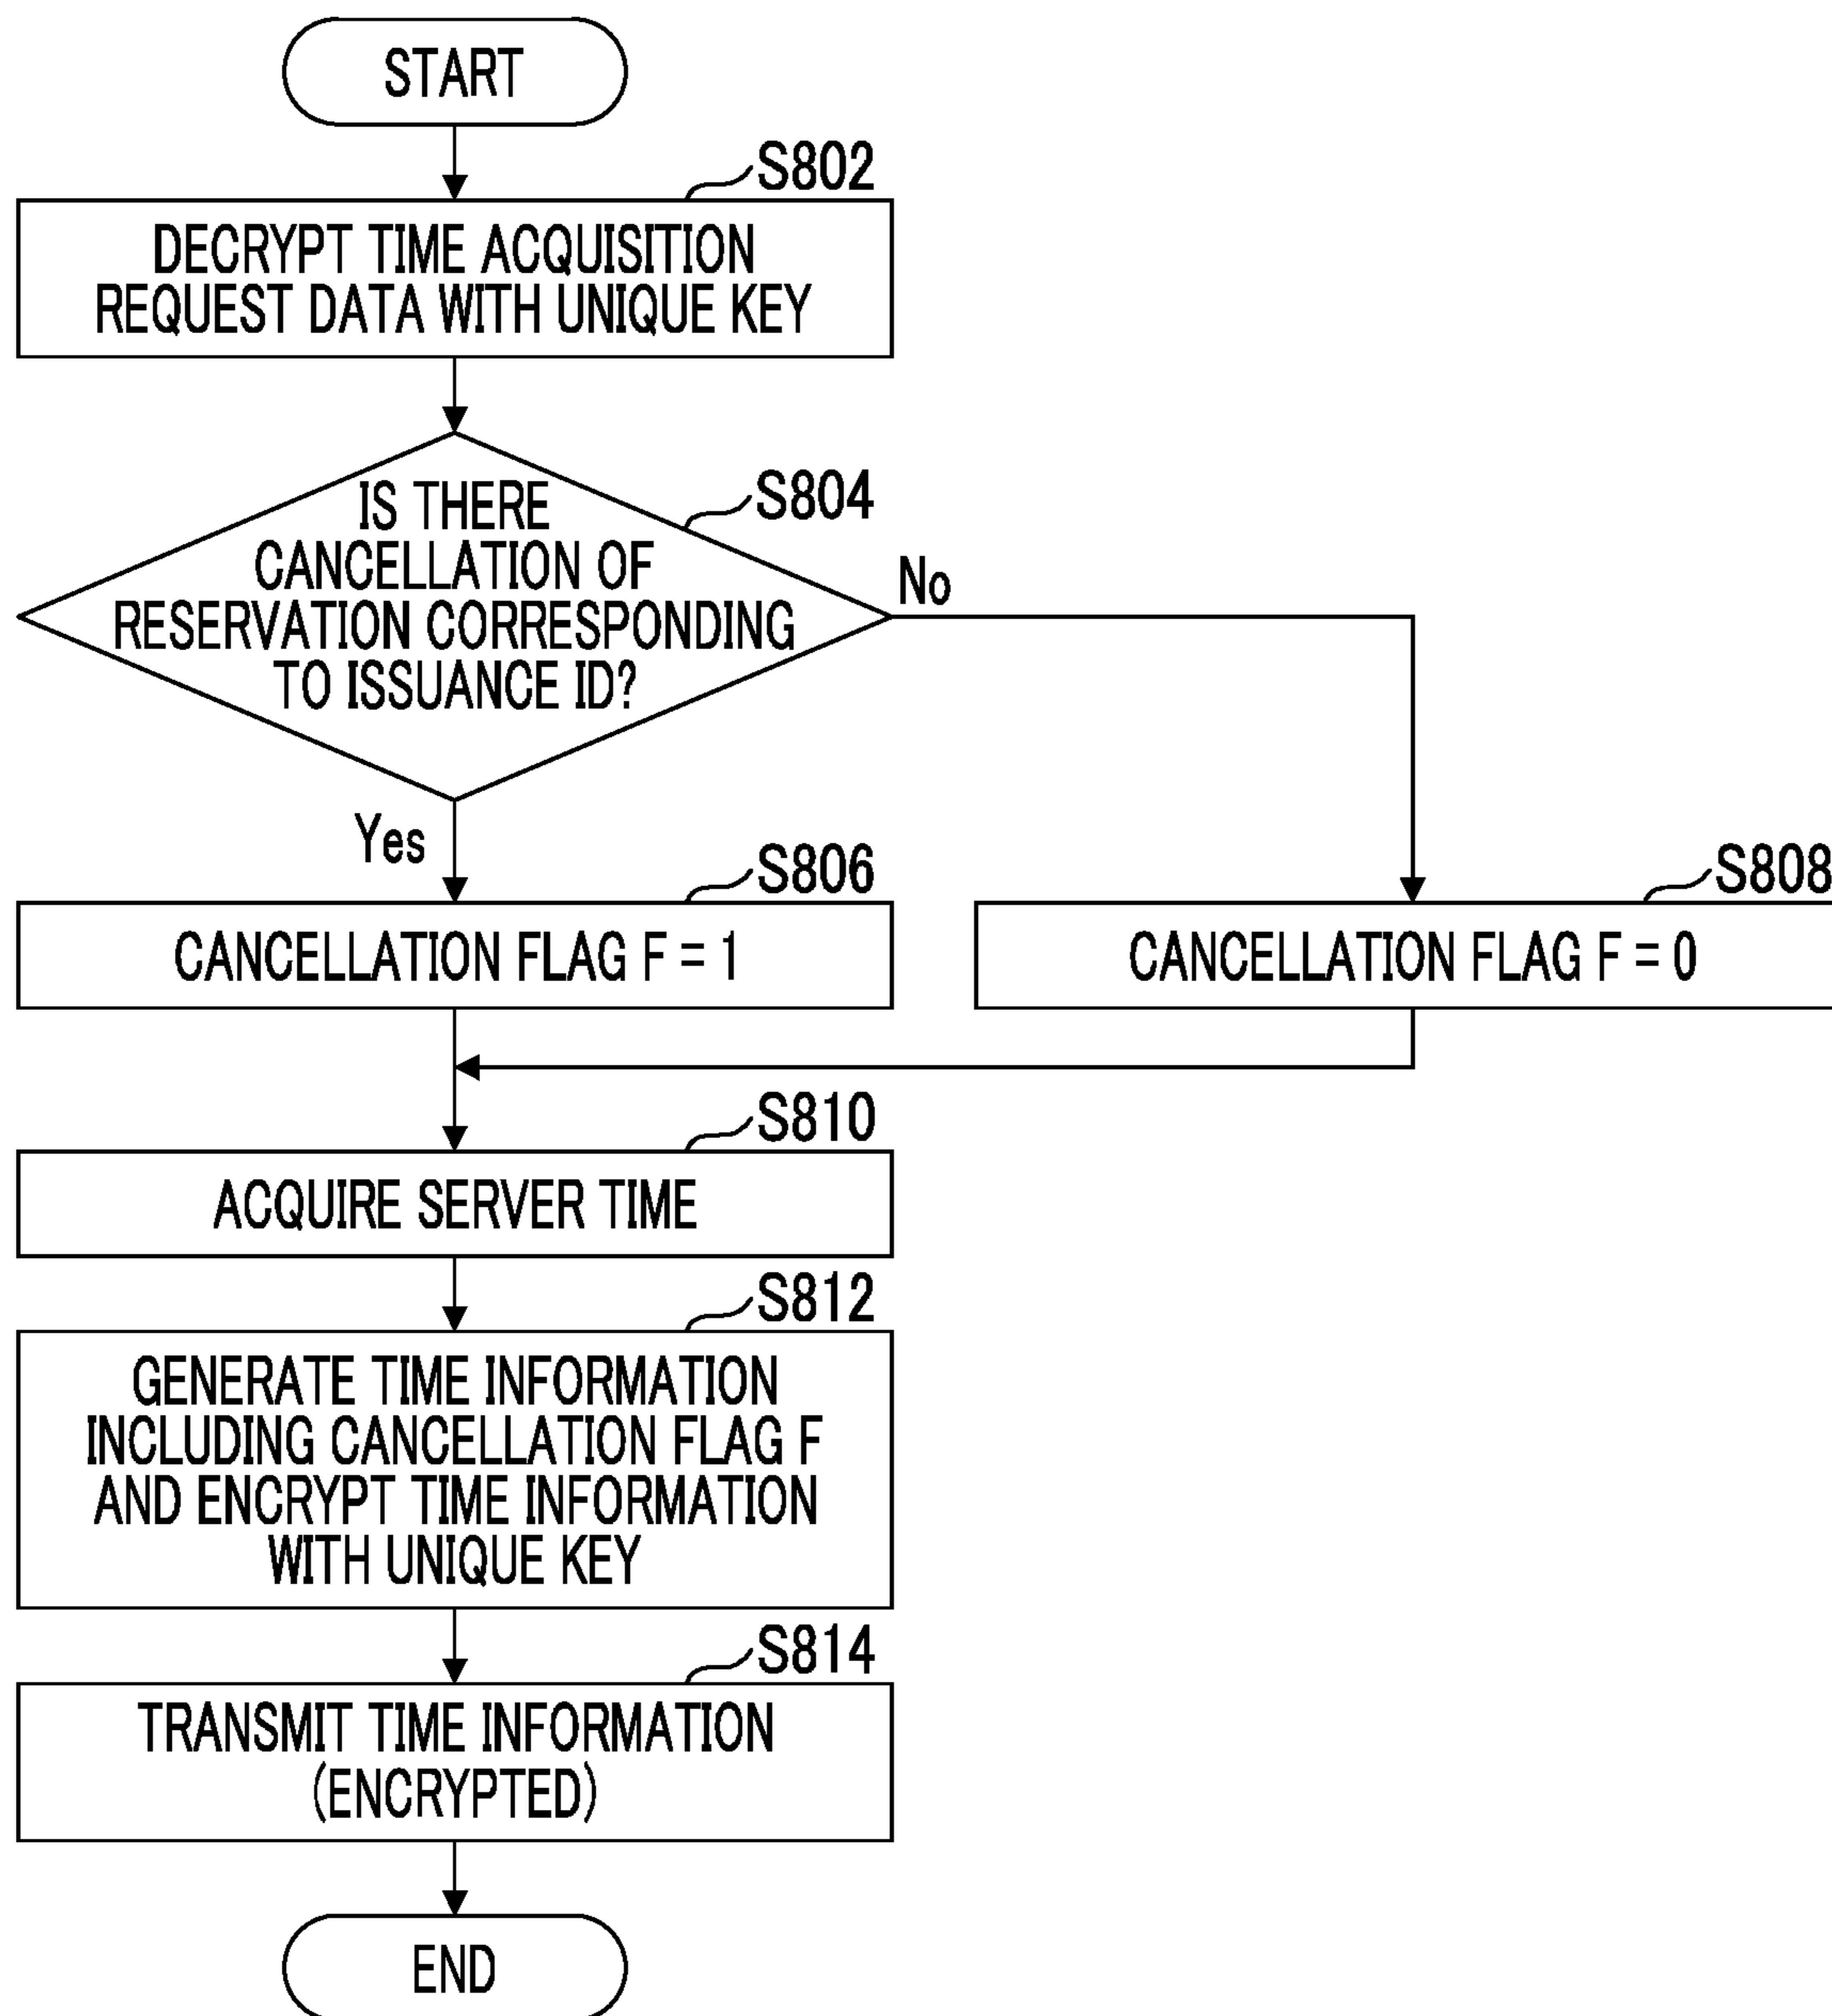 START
S802
DECRYPT TIME ACQUISITION
REQUEST DATA WITH UNIQUE KEY
S804
IS THERE
CANCELLATION OF
RESERVATION CORRESPONDING
TO ISSUANCE ID?
No
Yes
S806
CANCELLATION FLAG F = 1
S808
CANCELLATION FLAG F = 0
S810
ACQUIRE SERVER TIME
S812
GENERATE TIME INFORMATION
INCLUDING CANCELLATION FLAG F
AND ENCRYPT TIME INFORMATION
WITH UNIQUE KEY
S814
TRANSMIT TIME INFORMATION
(ENCRYPTED)
END